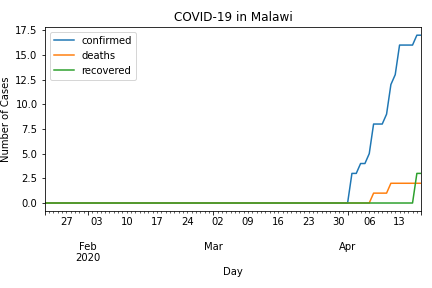 COVID-19 in Malawi
confirmed
deaths
recovered
Number of Cases
17.5
15.0
12.5
10.0
7.5
5.0
2.5
0.0
27 03 10 17 24 02 09 16 23 30 06 13
Feb Mar Apr
2020
Day